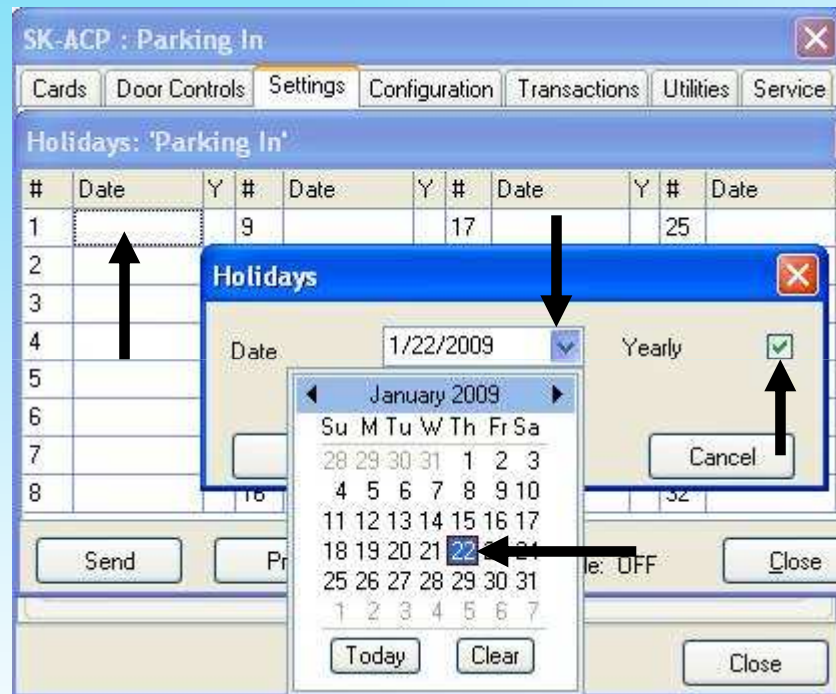 SK-ACP : Parking In
Cards Door Controls Settings Configuration Transactions Utilities Service
Holidays: 'Parking In'
# Date Y # Date Y # Date Y # Date
1 9 17 25
2
Holidays
3
4
Date 1/22/2009 Yearly
5
January 2009
6
Su M Tu W Th Fr Sa
7
28 29 30 31 1 2 3
Cancel
8 16 32
4 5 6 7 8 9 10
11 12 13 14 15 16 17
18 19 20 21 22
Send OFF Close
25 26 27 28 29 30 31
1 2 3 4 5 6 7
Today Clear
Close